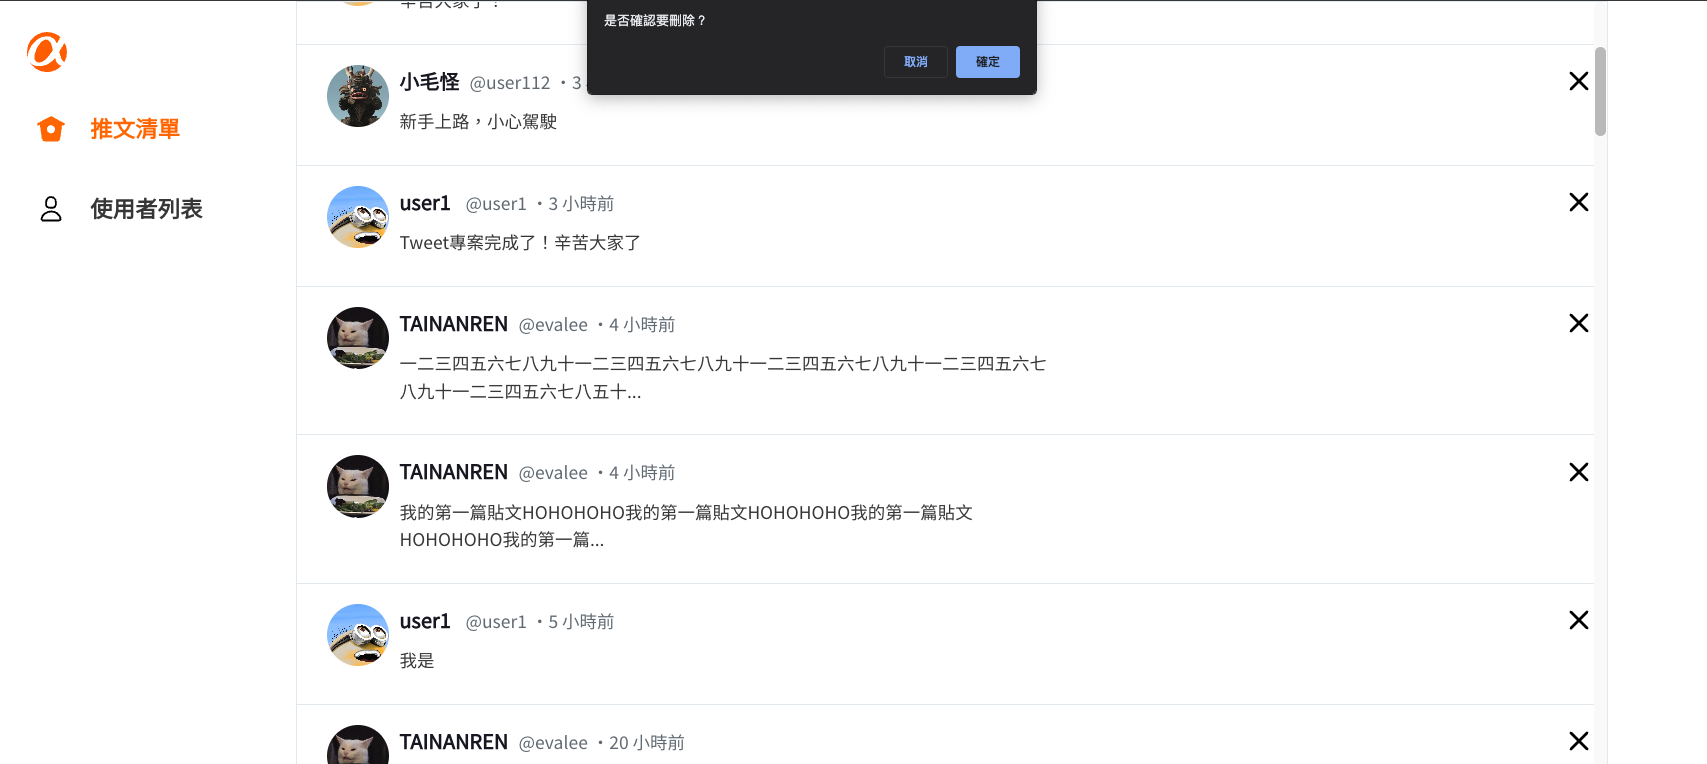 辛苦大家了！
是否確認要刪除？
取消
確定
推文清單
使用者列表
小毛怪 @user112 ・3
新手上路，小心駕駛
user1 @user1 ・3 小時前
Tweet專案完成了！辛苦大家了
TAINANREN @evalee ・4 小時前
一二三四五六七八九十一二三四五六七八九十一二三四五六七八九十一二三四五六七
八九十一二三四五六七八五十...
TAINANREN @evalee ・4 小時前
我的第一篇貼文HOHOHOHO我的第一篇貼文HOHOHOHO我的第一篇貼文
HOHOHOHO我的第一篇...
user1 @user1 ・5 小時前
我是
TAINANREN @evalee ・20 小時前